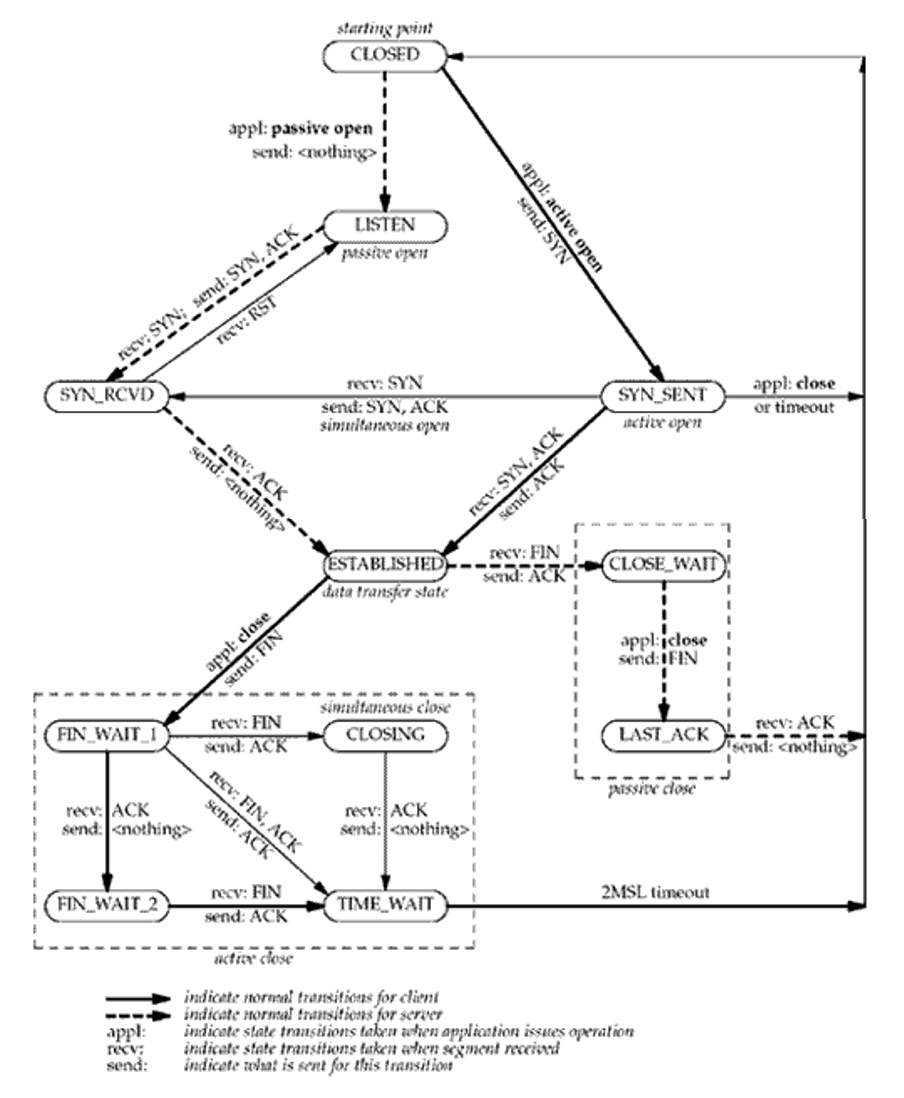 starting point
CLOSED
appl: passive open
send: <nothing>
appl: active open
send: SYN
LISTEN
passive open
recv: SYN; send: SYN, ACK
recv: RST
SYN_RCVD
recv: SYN
send: SYN, ACK
simultaneous open
SYN_SENT
active open
appl: close
or timeout
recv: ACK
send: <nothing>
recv: SYN, ACK
send: ACK
ESTABLISHED
data transfer state
recv: FIN
send: ACK
CLOSE_WAIT
appl: close
send: FIN
appl: close
send: FIN
simultaneous close
FIN_WAIT_1
recv: FIN
send: ACK
CLOSING
LAST_ACK
recv: ACK
send: <nothing>
passive close
recv: ACK
send: <nothing>
recv: FIN, ACK
send: ACK
recv: ACK
send: <nothing>
FIN_WAIT_2
recv: FIN
send: ACK
TIME_WAIT
2MSL timeout
active close
indicate normal transitions for client
indicate normal transitions for server
appl: indicate state transitions taken when application issues operation
recv: indicate state transitions taken when segment received
send: indicate what is sent for this transition